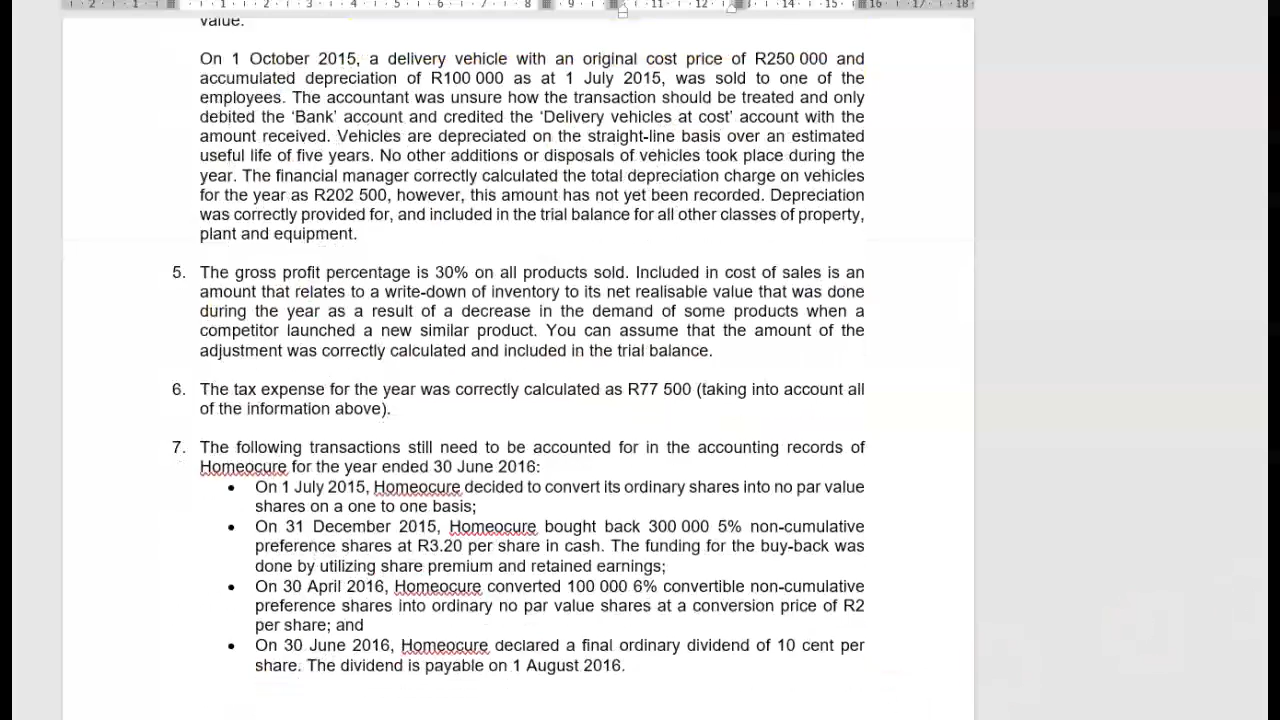 value.
On 1 October 2015, a delivery vehicle with an original cost price of R250 000 and
accumulated depreciation of R100 000 as at 1 July 2015, was sold to one of the
employees. The accountant was unsure how the transaction should be treated and only
debited the ‘Bank’ account and credited the ‘Delivery vehicles at cost’ account with the
amount received. Vehicles are depreciated on the straight-line basis over an estimated
useful life of five years. No other additions or disposals of vehicles took place during the
year. The financial manager correctly calculated the total depreciation charge on vehicles
for the year as R202 500, however, this amount has not yet been recorded. Depreciation
was correctly provided for, and included in the trial balance for all other classes of property,
plant and equipment.
5. The gross profit percentage is 30% on all products sold. Included in cost of sales is an
amount that relates to a write-down of inventory to its net realisable value that was done
during the year as a result of a decrease in the demand of some products when a
competitor launched a new similar product. You can assume that the amount of the
adjustment was correctly calculated and included in the trial balance.
6. The tax expense for the year was correctly calculated as R77 500 (taking into account all
of the information above).
7. The following transactions still need to be accounted for in the accounting records of
Homeocure for the year ended 30 June 2016:
• On 1 July 2015, Homeocure decided to convert its ordinary shares into no par value
shares on a one to one basis;
• On 31 December 2015, Homeocure bought back 300 000 5% non-cumulative
preference shares at R3.20 per share in cash. The funding for the buy-back was
done by utilizing share premium and retained earnings;
• On 30 April 2016, Homeocure converted 100 000 6% convertible non-cumulative
preference shares into ordinary no par value shares at a conversion price of R2
per share; and
• On 30 June 2016, Homeocure declared a final ordinary dividend of 10 cent per
share. The dividend is payable on 1 August 2016.